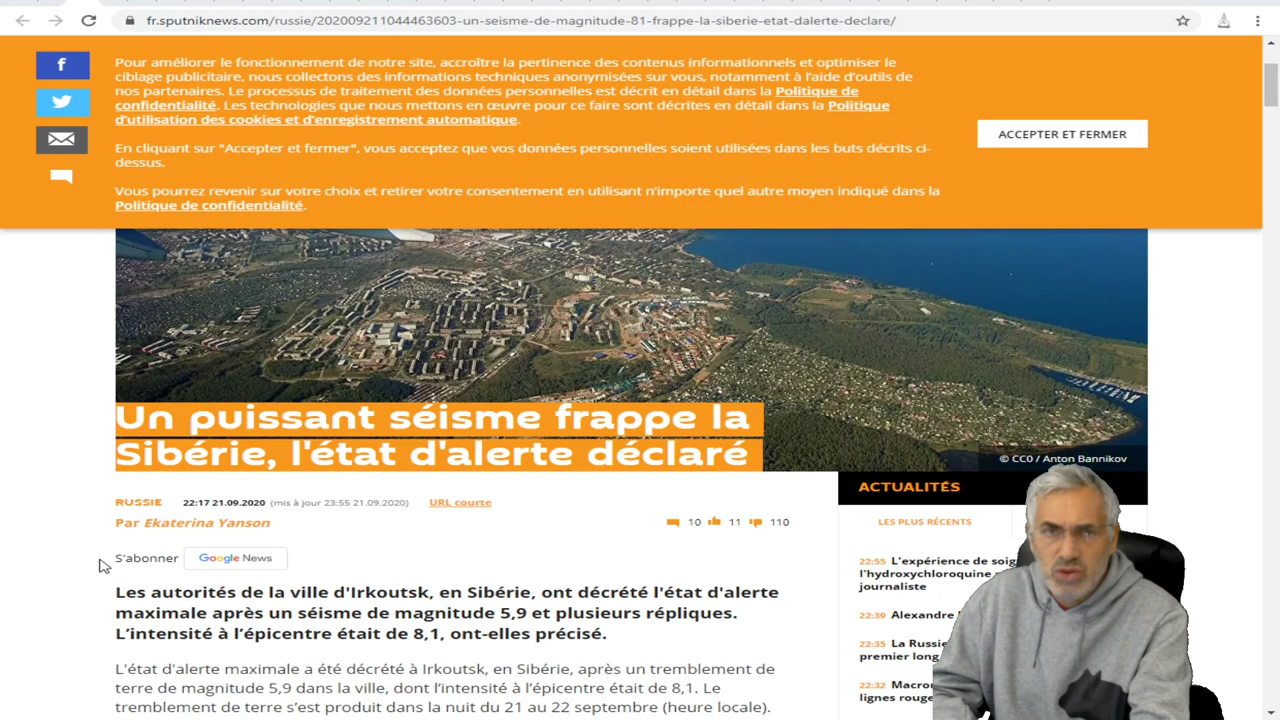 fr.sputniknews.com/russie/202009211044463603-un-seisme-de-magnitude-81-frappe-la-siberie-etat-dalerte-declare/
Pour améliorer le fonctionnement de notre site, accroître la pertinence des contenus informationnels et optimiser le
ciblage publicitaire, nous collectons des informations techniques anonymisées sur vous, notamment à l'aide d'outils de
nos partenaires. Le processus de traitement des données personnelles est décrit en détail dans la Politique de
confidentialité. Les technologies que nous mettons en œuvre pour ce faire sont décrites en détail dans la Politique
d'utilisation des cookies et d'enregistrement automatique.
En cliquant sur "Accepter et fermer", vous acceptez que vos données personnelles soient utilisées dans les buts décrits ci-
dessus.
Vous pourrez revenir sur votre choix et retirer votre consentement en utilisant n'importe quel autre moyen indiqué dans la
Politique de confidentialité.
ACCEPTER ET FERMER
Un puissant séisme frappe la
Sibérie, l'état d'alerte déclaré
© CC0 / Anton Bannikov
RUSSIE 22:17 21.09.2020 (mis à jour 23:55 21.09.2020) URL courte
Par Ekaterina Yanson
10 11 110
S'abonner Google News
Les autorités de la ville d'Irkoutsk, en Sibérie, ont décrété l'état d'alerte
maximale après un séisme de magnitude 5,9 et plusieurs répliques.
L'intensité à l'épicentre était de 8,1, ont-elles précisé.
L'état d'alerte maximale a été décrété à Irkoutsk, en Sibérie, après un tremblement de
terre de magnitude 5,9 dans la ville, dont l'intensité à l'épicentre était de 8,1. Le
tremblement de terre s'est produit dans la nuit du 21 au 22 septembre (heure locale).
ACTUALITÉS
LES PLUS RÉCENTS
22:55 L'expérience de
l'hydroxychloroquine
journaliste
22:39 Alexandre
22:35 La Russie
premier long
22:32
lignes